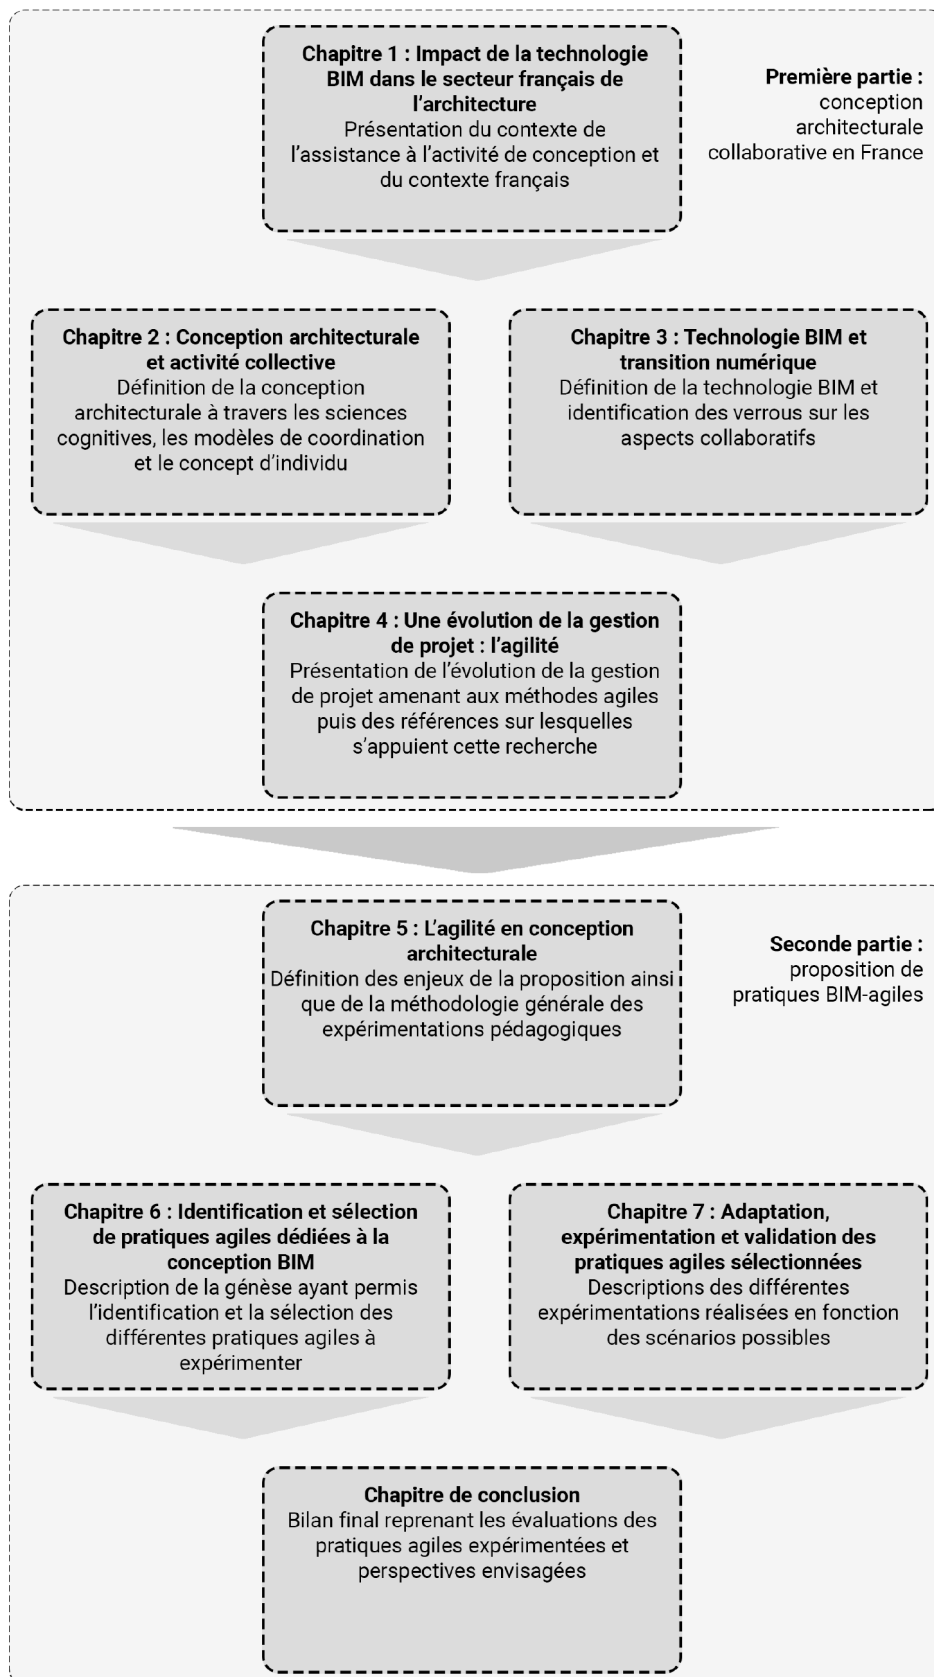 Chapitre 1 : Impact de la technologie
BIM dans le secteur français de
l'architecture
Présentation du contexte de
l'assistance à l'activité de conception et
du contexte français
Première partie :
conception
architecturale
collaborative en France
Chapitre 2 : Conception architecturale
et activité collective
Définition de la conception
architecturale à travers les sciences
cognitives, les modèles de coordination
et le concept d'individu
Chapitre 3 : Technologie BIM et
transition numérique
Définition de la technologie BIM et
identification des verrous sur les
aspects collaboratifs
Chapitre 4 : Une évolution de la gestion
de projet : l'agilité
Présentation de l'évolution de la gestion
de projet amenant aux méthodes agiles
puis des références sur lesquelles
s'appuient cette recherche
Chapitre 5 : L'agilité en conception
architecturale
Définition des enjeux de la proposition ainsi
que de la méthodologie générale des
expérimentations pédagogiques
Seconde partie :
proposition de
pratiques BIM-agiles
Chapitre 6 : Identification et sélection
de pratiques agiles dédiées à la
conception BIM
Description de la génèse ayant permis
l'identification et la sélection des
différentes pratiques agiles à
expérimenter
Chapitre 7 : Adaptation,
expérimentation et validation des
pratiques agiles sélectionnées
Descriptions des différentes
expérimentations réalisées en fonction
des scénarios possibles
Chapitre de conclusion
Bilan final reprenant les évaluations des
pratiques agiles expérimentées et
perspectives envisagées